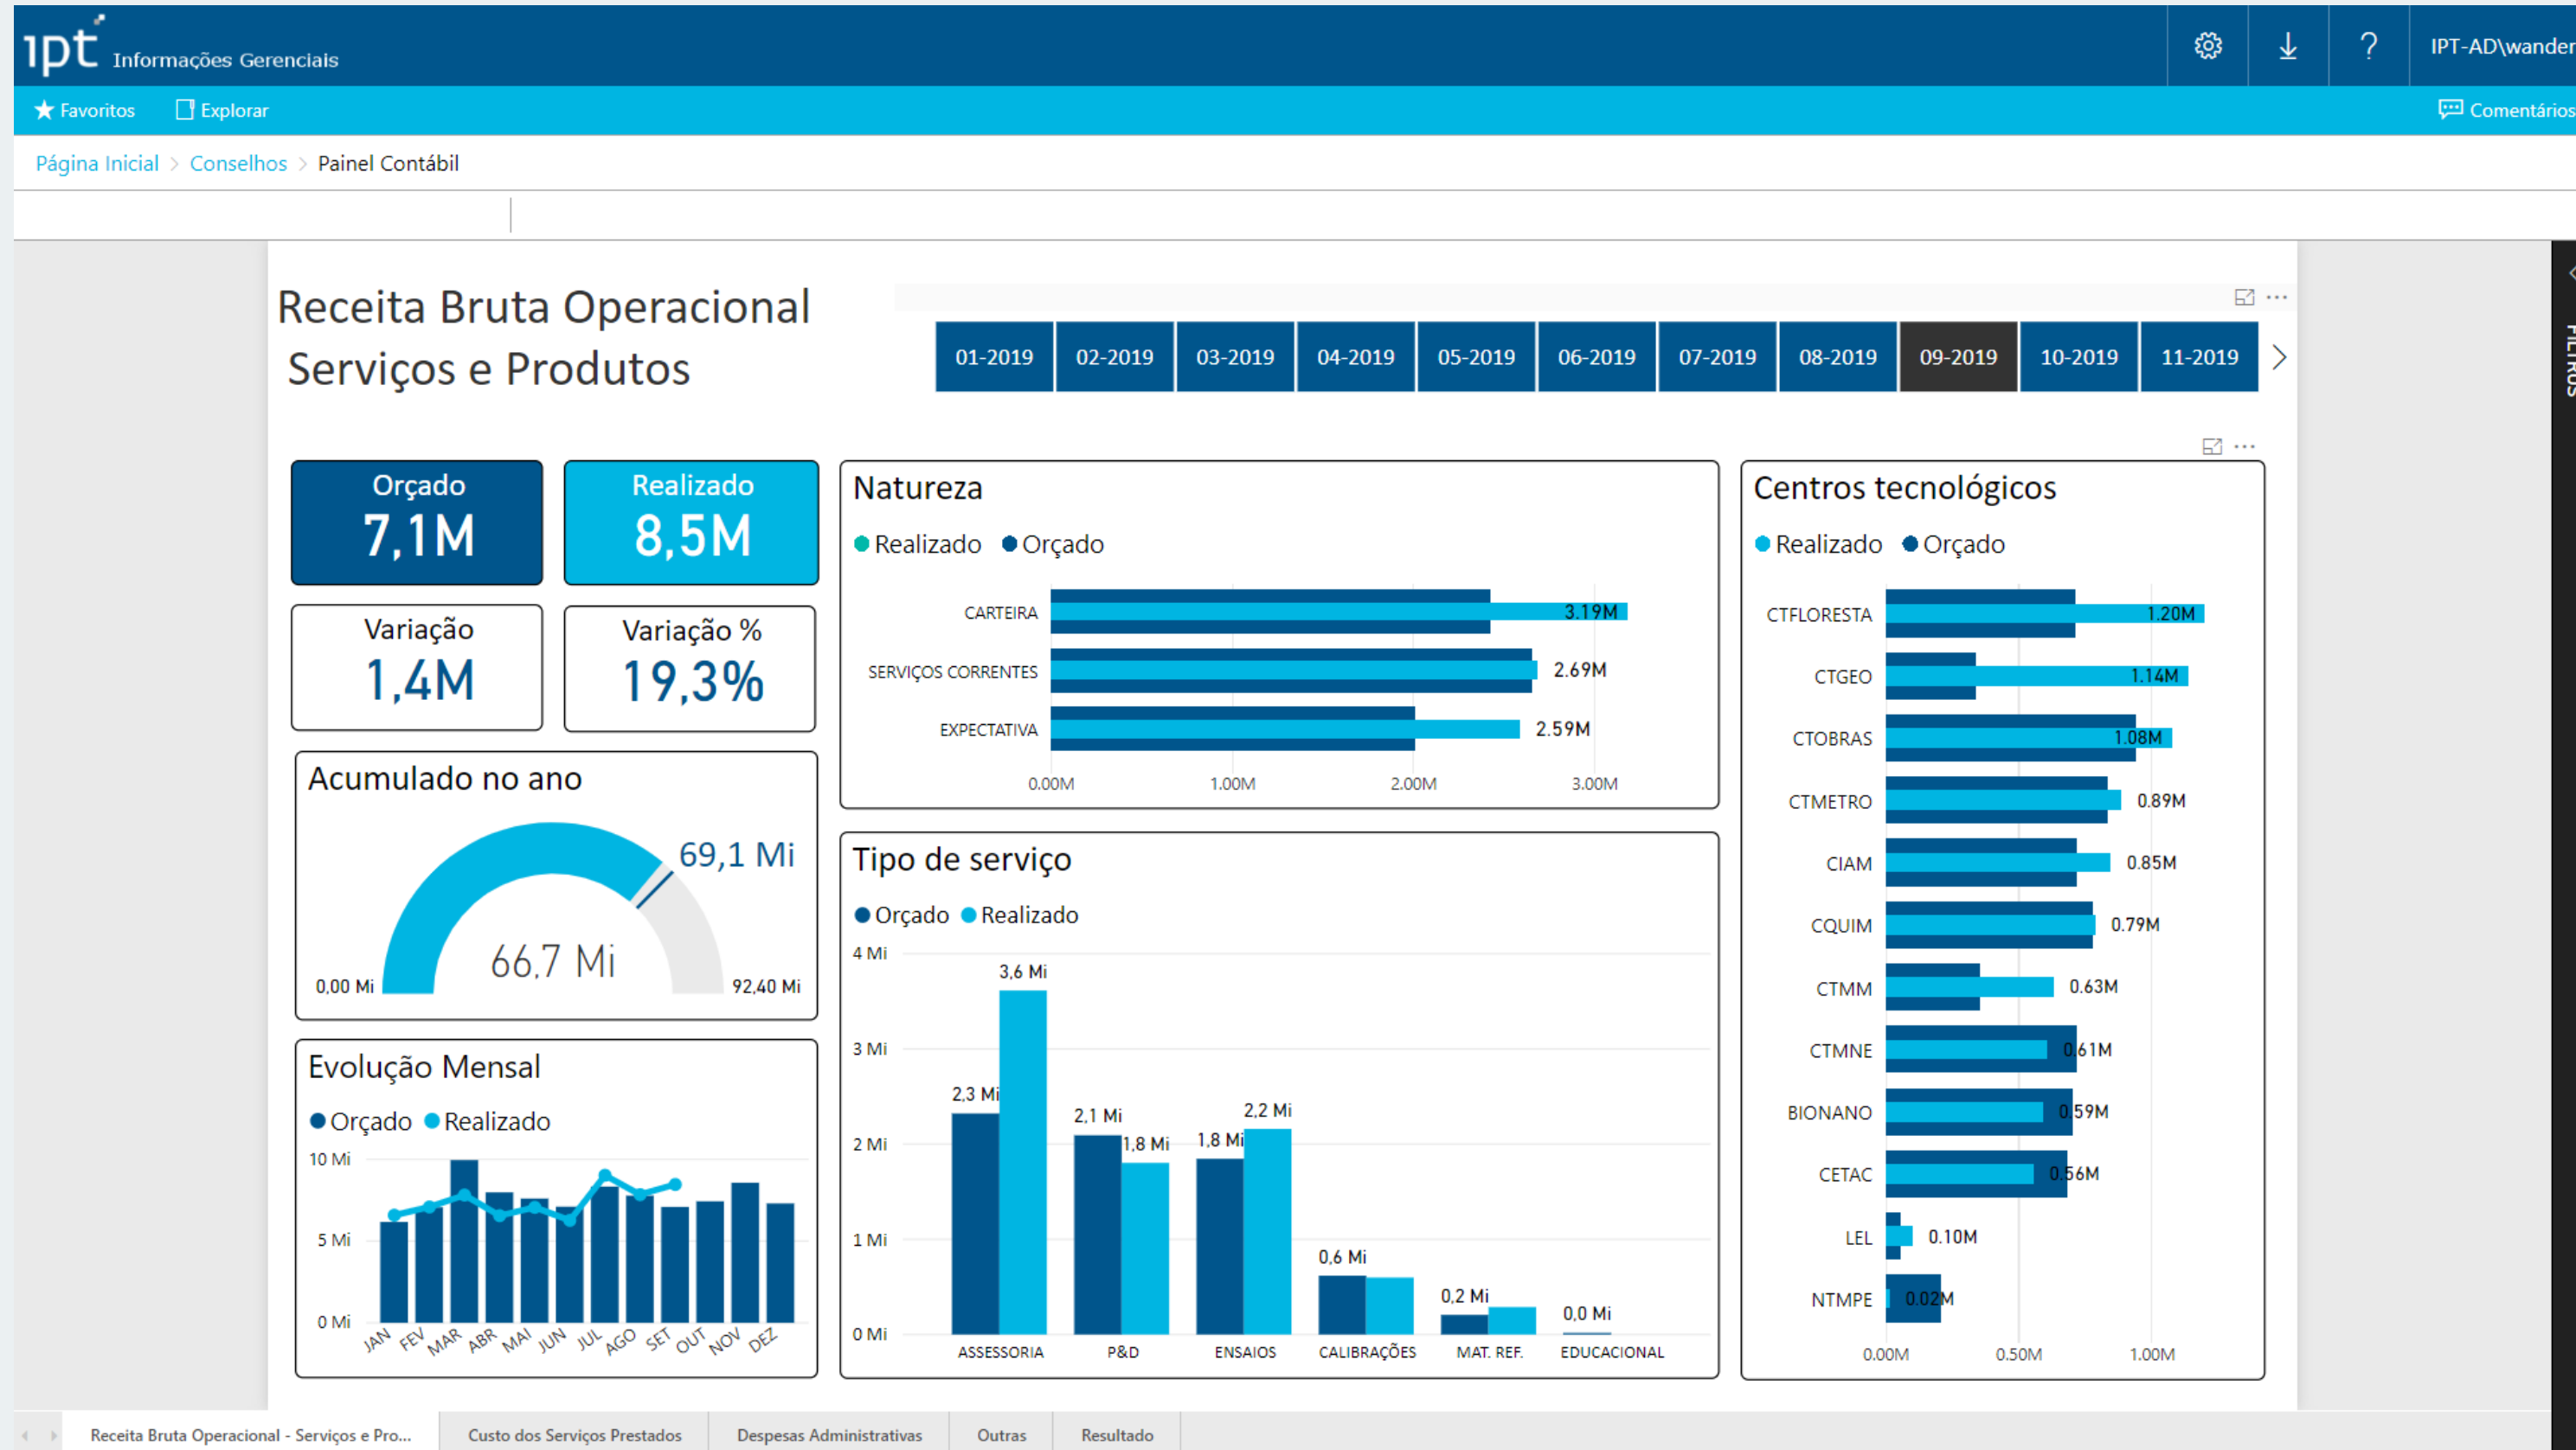 ipt Informações Gerenciais
? IPT-AD\wander
Favoritos Explorar
Comentários
Página Inicial > Conselhos > Painel Contábil
FILTROS
Receita Bruta Operacional
Serviços e Produtos
01-2019 02-2019 03-2019 04-2019 05-2019 06-2019 07-2019 08-2019 09-2019 10-2019 11-2019
Orçado
7,1M
Realizado
8,5M
Variação
1,4M
Variação %
19,3%
Acumulado no ano
69,1 Mi
66,7 Mi
0,00 Mi
92,40 Mi
Evolução Mensal
Orçado Realizado
10 Mi
5 Mi
0 Mi
JAN FEV MAR ABR MAI JUN JUL AGO SET OUT NOV DEZ
Natureza
Realizado Orçado
CARTEIRA 3.19M
SERVIÇOS CORRENTES 2.69M
EXPECTATIVA 2.59M
0.00M 1.00M 2.00M 3.00M
Tipo de serviço
Orçado Realizado
4 Mi
3,6 Mi
3 Mi
2,3 Mi
2,1 Mi
2,2 Mi
2 Mi
1,8 Mi
1,8 Mi
1 Mi
0,6 Mi
0,2 Mi
0,0 Mi
0 Mi
ASSESSORIA P&D ENSAIOS CALIBRAÇÕES MAT. REF. EDUCACIONAL
Centros tecnológicos
Realizado Orçado
CTFLORESTA 1.20M
CTGEO 1.14M
CTOBRAS 1.08M
CTMETRO 0.89M
CIAM 0.85M
CQUIM 0.79M
CTMM 0.63M
CTMNE 0.61M
BIONANO 0.59M
CETAC 0.56M
LEL 0.10M
NTMPE 0.02M
0.00M 0.50M 1.00M
Receita Bruta Operacional - Serviços e Pro... Custo dos Serviços Prestados Despesas Administrativas Outras Resultado